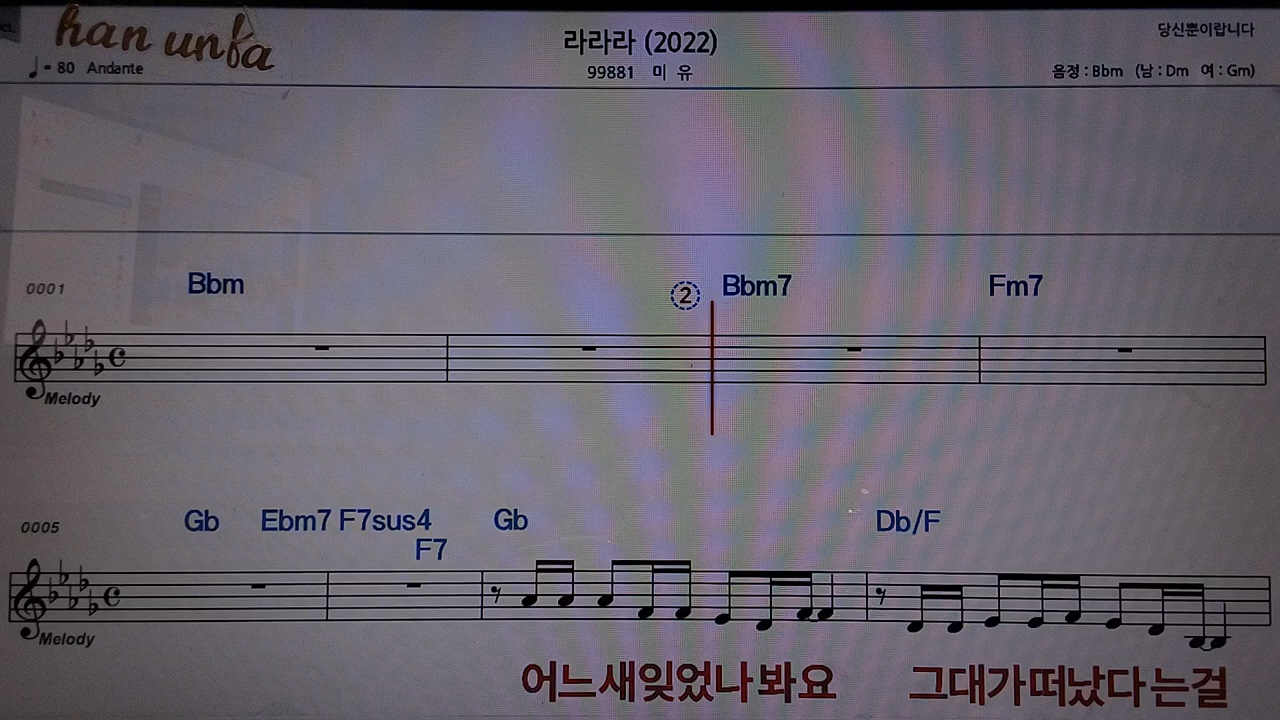 han unba
라라라 (2022)
당신뿐이랍니다
♩= 80 Andante
99881 미 유
음정 : Bbm (남 : Dm 여 : Gm)
0001 Bbm ② Bbm7 Fm7
Melody
0005 Gb Ebm7 F7sus4 Gb Db/F
F7
Melody
어느새잊었나봐요 그대가떠났다는걸